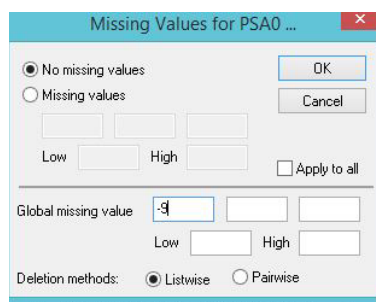 Missing Values for PSA0 ...
No missing values
OK
Missing values
Cancel
Low High
Apply to all
Global missing value -9
Low High
Deletion methods: Listwise Pairwise